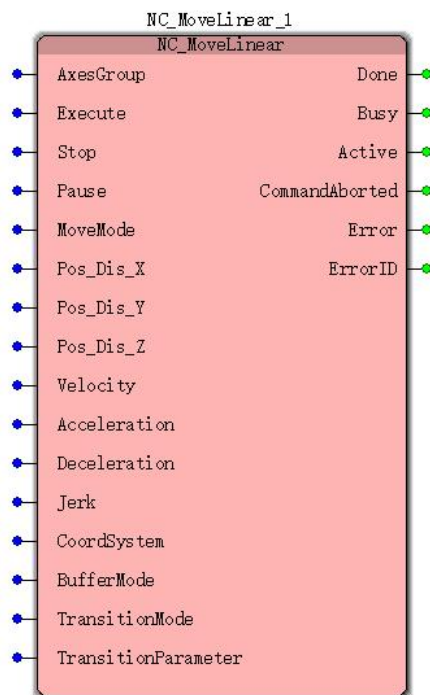 NC_MoveLinear_1
NC_MoveLinear
AxesGroup Done
Execute Busy
Stop Active
Pause CommandAborted
MoveMode Error
Pos_Dis_X ErrorID
Pos_Dis_Y
Pos_Dis_Z
Velocity
Acceleration
Deceleration
Jerk
CoordSystem
BufferMode
TransitionMode
TransitionParameter